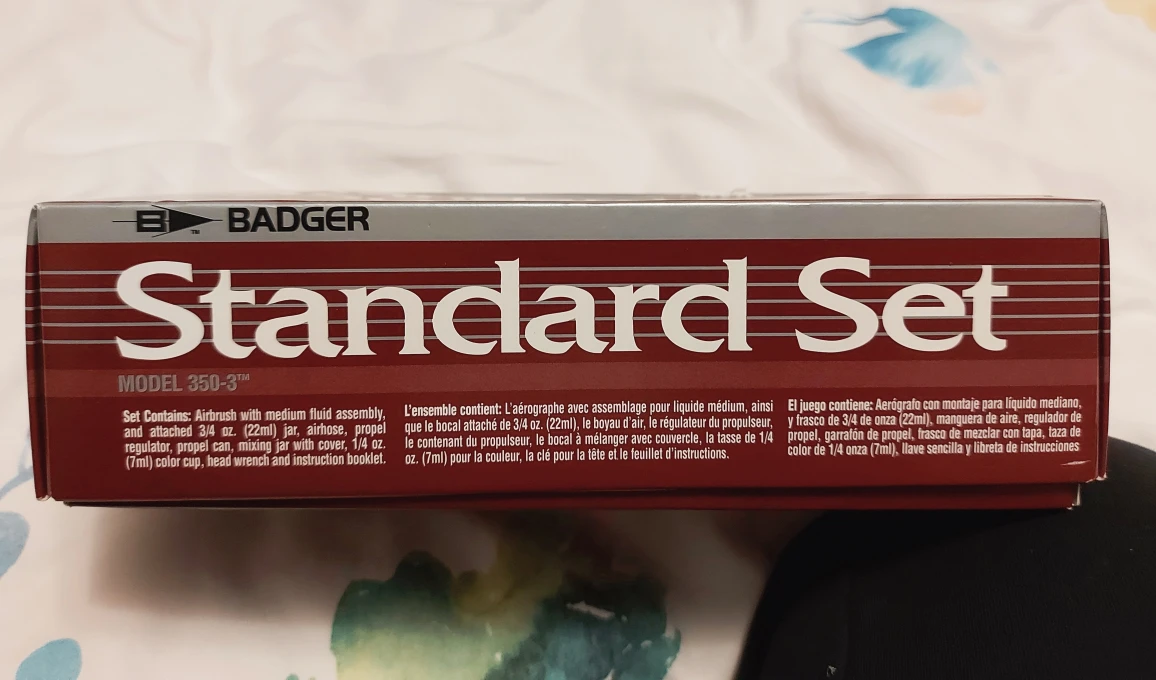 B™ BADGER
Standard Set
MODEL 350-3™
Set Contains: Airbrush with medium fluid assembly,
and attached 3/4 oz. (22ml) jar, airhose, propel
regulator, propel can, mixing jar with cover, 1/4 oz.
(7ml) color cup, head wrench and instruction booklet.
L'ensemble contient: L'aérographe avec assemblage pour liquide médium, ainsi
que le bocal attaché de 3/4 oz. (22ml), le boyau d'air, le régulateur du propulseur,
le contenant du propulseur, le bocal à mélanger avec couvercle, la tasse de 1/4
oz. (7ml) pour la couleur, la clé pour la tête et le feuillet d'instructions.
El juego contiene: Aerógrafo con montaje para líquido mediano,
y frasco de 3/4 de onza (22ml), manguera de aire, regulador de
propel, garrafón de propel, frasco de mezclar con tapa, taza de
color de 1/4 onza (7ml), llave sencilla y libreta de instrucciones